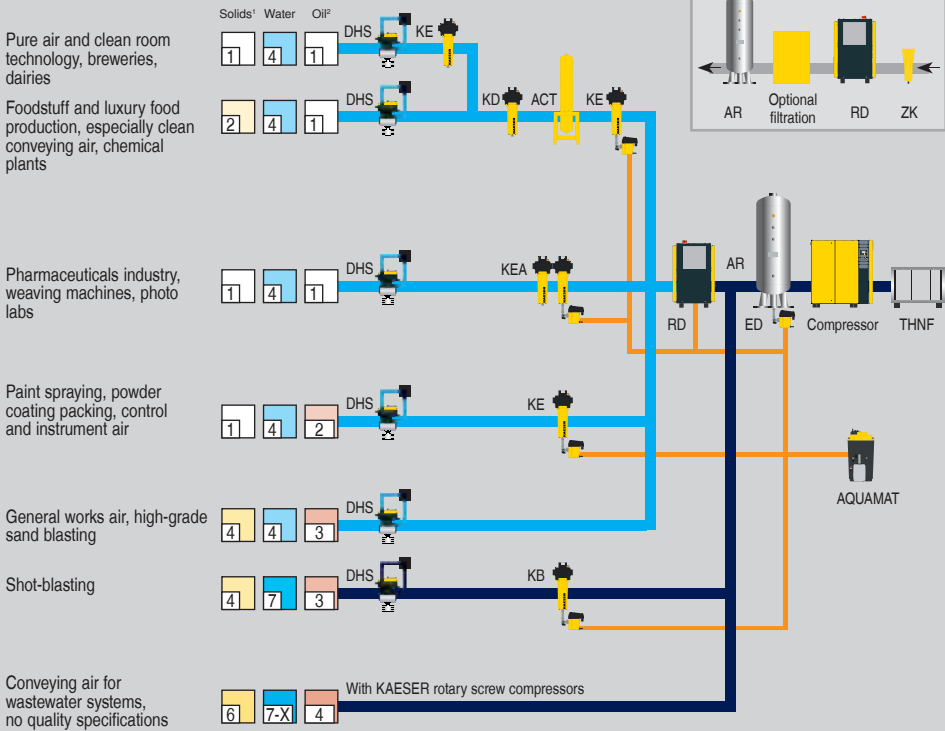 Solids¹ Water Oil²
Pure air and clean room
technology, breweries,
dairies
1 4 1
DHS KE
Foodstuff and luxury food
production, especially clean
conveying air, chemical
plants
2 4 1
DHS KD ACT KE
AR Optional
filtration RD ZK
Pharmaceuticals industry,
weaving machines, photo
labs
1 4 1
DHS KEA RD AR ED Compressor THNF
Paint spraying, powder
coating packing, control
and instrument air
1 4 2
DHS KE
AQUAMAT
General works air, high-grade
sand blasting
4 4 3
DHS
Shot-blasting
4 7 3
DHS KB
Conveying air for
wastewater systems,
no quality specifications
6 7-X 4
With KAESER rotary screw compressors